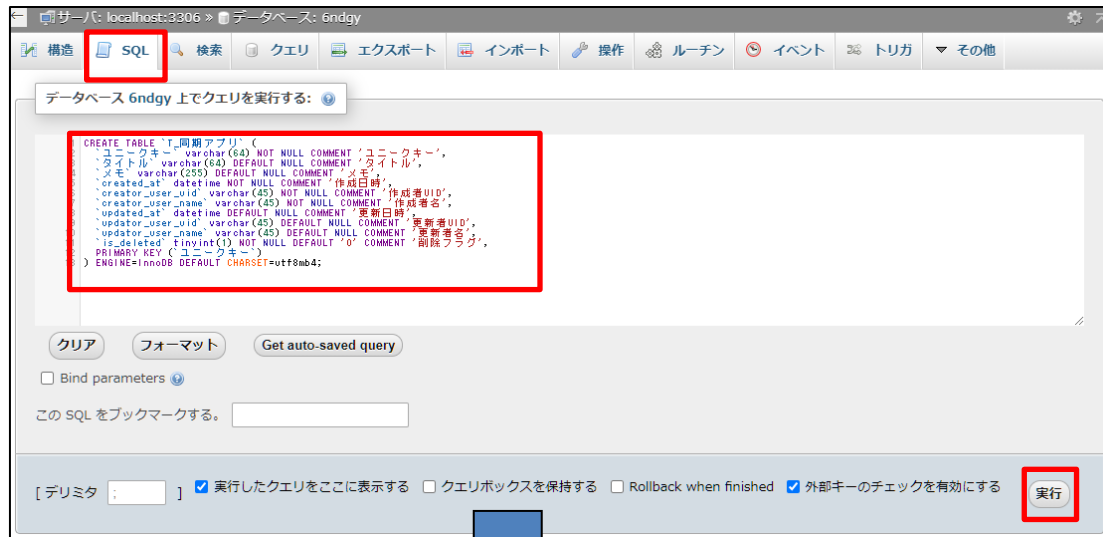 サーバ: localhost:3306 » データベース: 6ndgy
構造 SQL 検索 クエリ エクスポート インポート 操作 ルーチン イベント トリガ その他
データベース 6ndgy 上でクエリを実行する:
CREATE TABLE `T_同期アプリ` (
`ユニークキー` varchar(64) NOT NULL COMMENT 'ユニークキー',
`タイトル` varchar(64) DEFAULT NULL COMMENT 'タイトル',
`メモ` varchar(255) DEFAULT NULL COMMENT 'メモ',
`created_at` datetime NOT NULL COMMENT '作成日時',
`creator_user_uid` varchar(45) NOT NULL COMMENT '作成者UID',
`creator_user_name` varchar(45) NOT NULL COMMENT '作成者名',
`updated_at` datetime DEFAULT NULL COMMENT '更新日時',
`updator_user_uid` varchar(45) DEFAULT NULL COMMENT '更新者UID',
`updator_user_name` varchar(45) DEFAULT NULL COMMENT '更新者名',
`is_deleted` tinyint(1) NOT NULL DEFAULT '0' COMMENT '削除フラグ',
PRIMARY KEY (`ユニークキー`)
) ENGINE=InnoDB DEFAULT CHARSET=utf8mb4;
クリア フォーマット Get auto-saved query
Bind parameters
この SQL をブックマークする。
[ デリミタ ; ] 実行したクエリをここに表示する クエリボックスを保持する Rollback when finished 外部キーのチェックを有効にする 実行